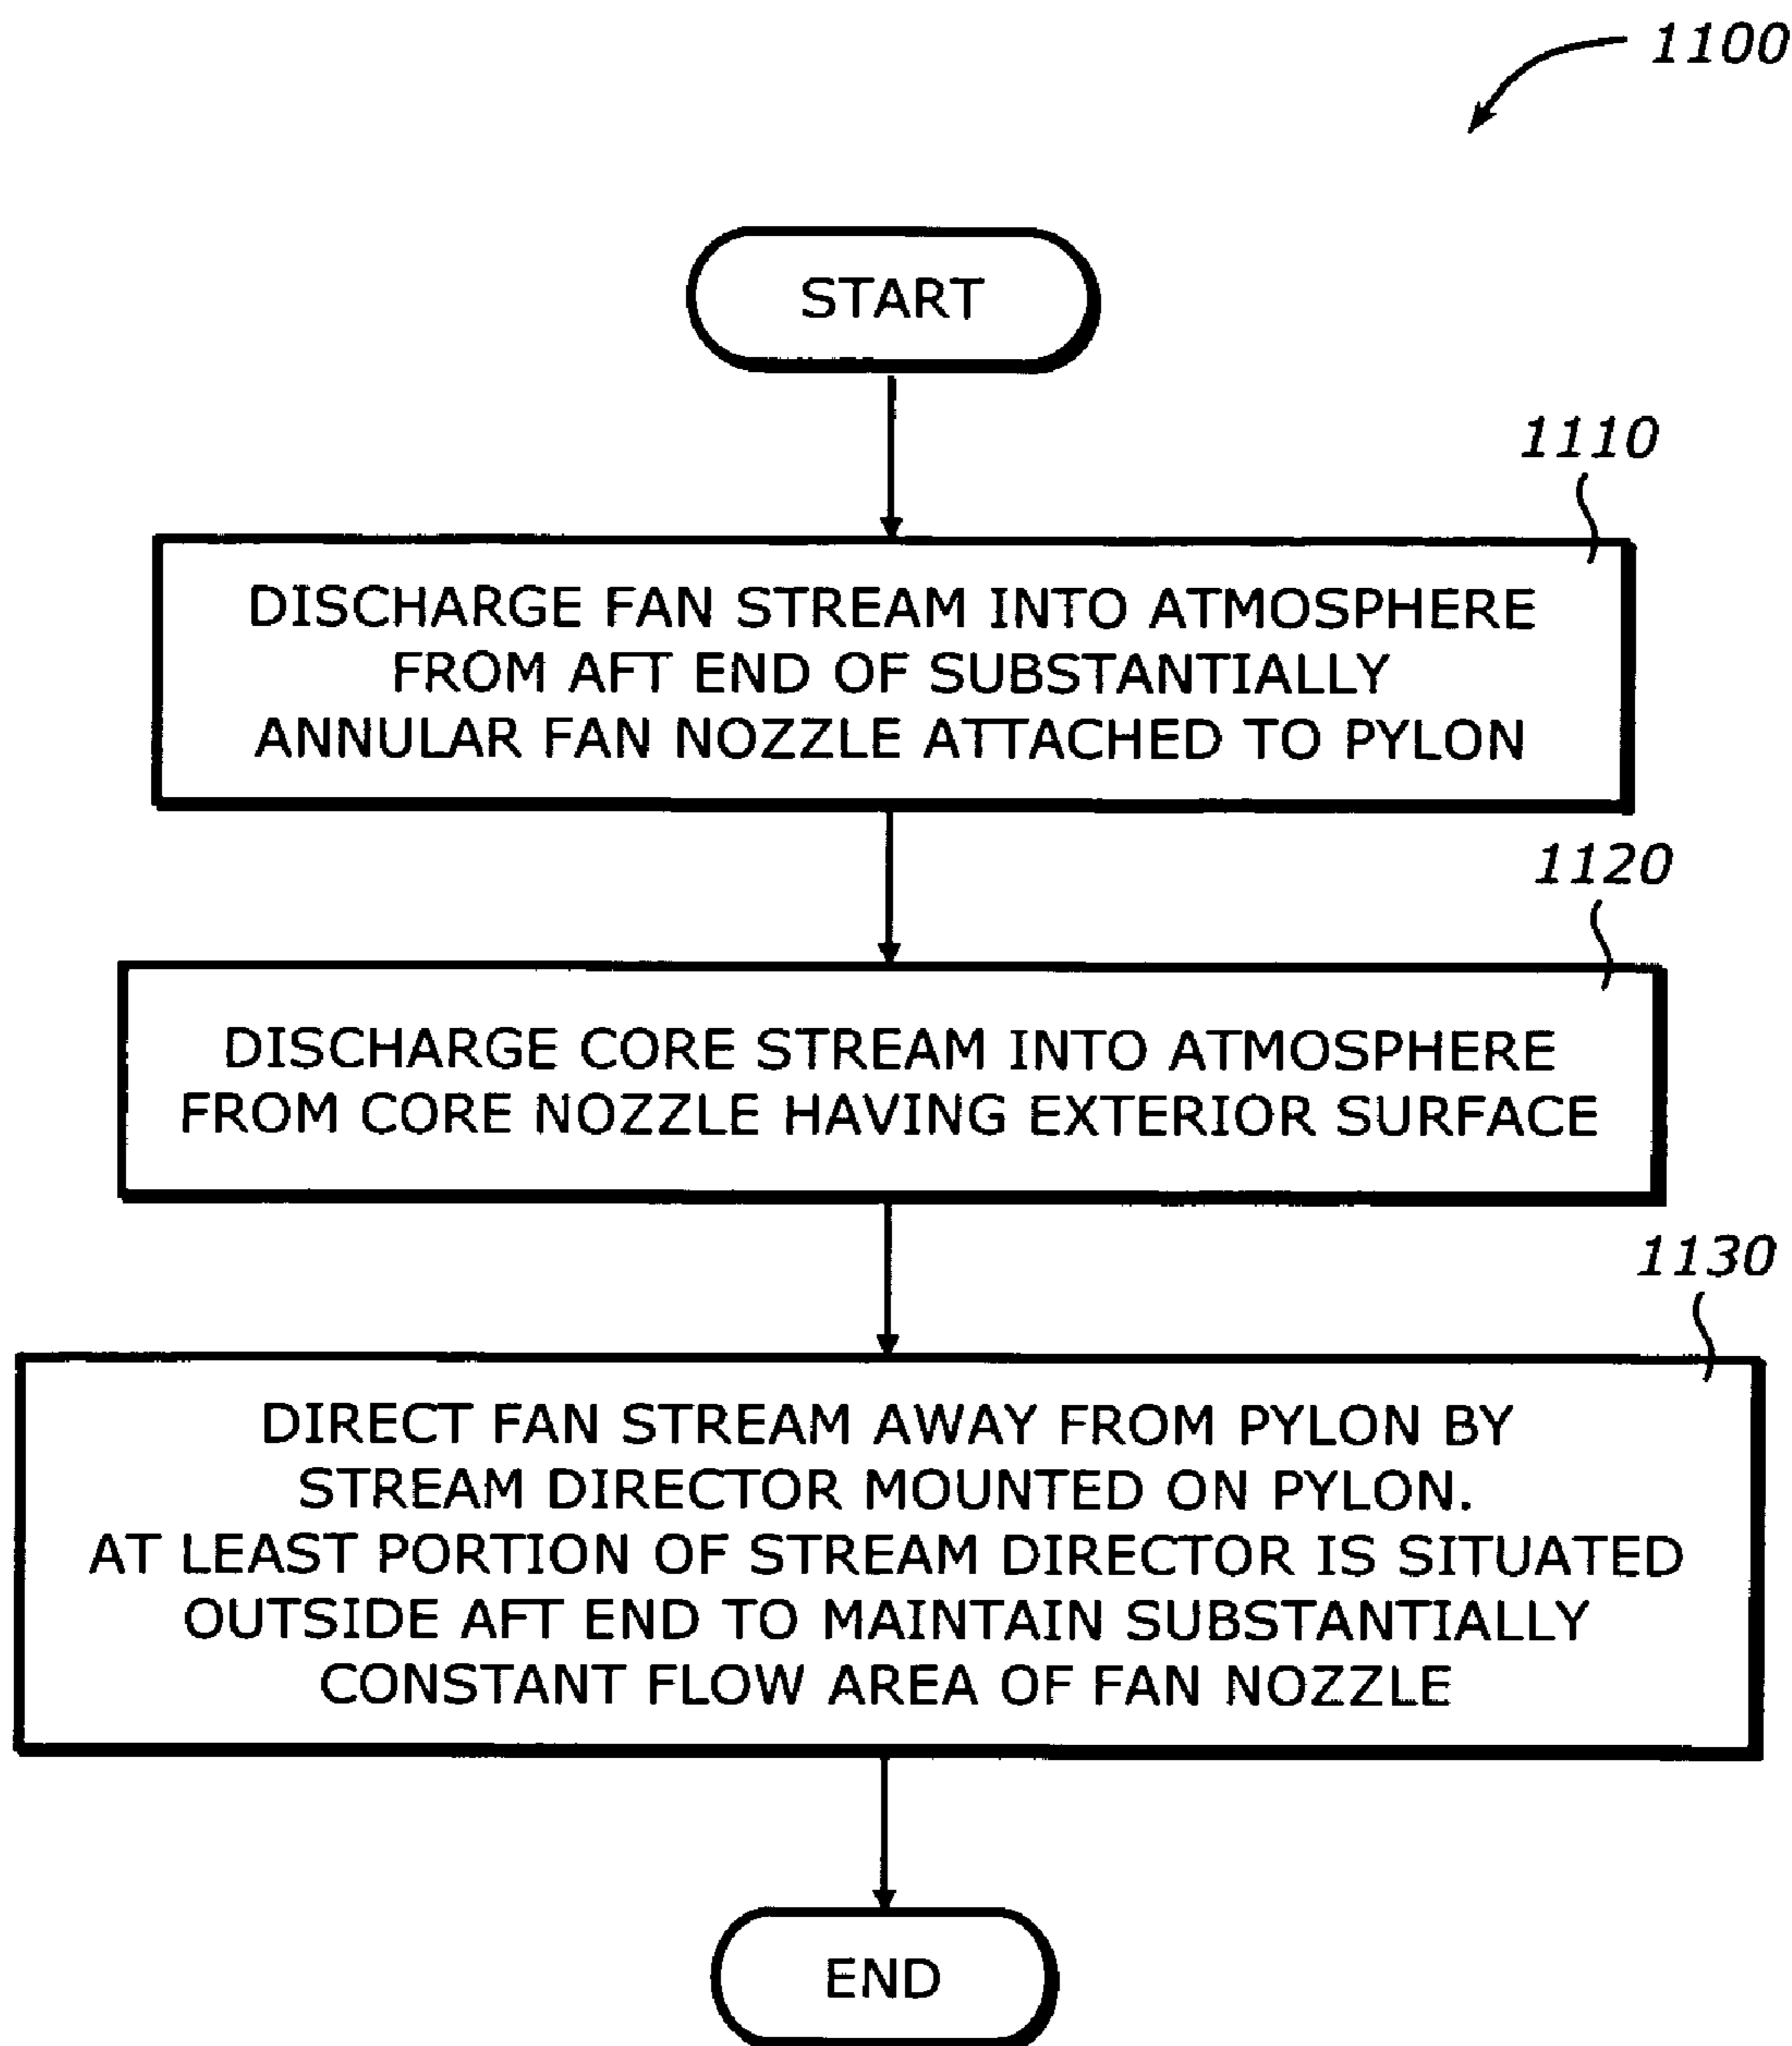 1100
START
1110
DISCHARGE FAN STREAM INTO ATMOSPHERE
FROM AFT END OF SUBSTANTIALLY
ANNULAR FAN NOZZLE ATTACHED TO PYLON
1120
DISCHARGE CORE STREAM INTO ATMOSPHERE
FROM CORE NOZZLE HAVING EXTERIOR SURFACE
1130
DIRECT FAN STREAM AWAY FROM PYLON BY
STREAM DIRECTOR MOUNTED ON PYLON.
AT LEAST PORTION OF STREAM DIRECTOR IS SITUATED
OUTSIDE AFT END TO MAINTAIN SUBSTANTIALLY
CONSTANT FLOW AREA OF FAN NOZZLE
END